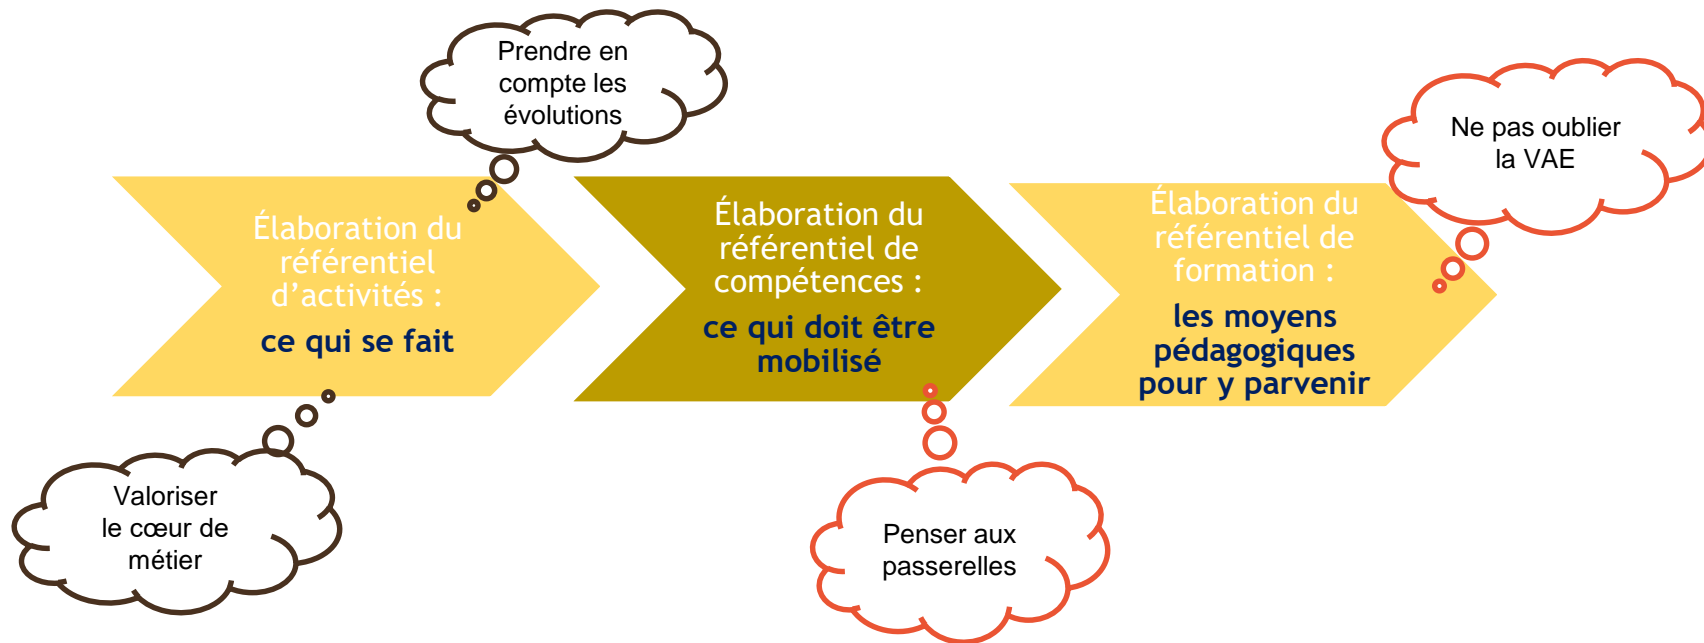 Prendre en
compte les
évolutions
Ne pas oublier
la VAE
Élaboration du
référentiel
d’activités :
ce qui se fait
Élaboration du
référentiel de
compétences :
ce qui doit être
mobilisé
Élaboration du
référentiel de
formation :
les moyens
pédagogiques
pour y parvenir
Valoriser
le cœur de
métier
Penser aux
passerelles